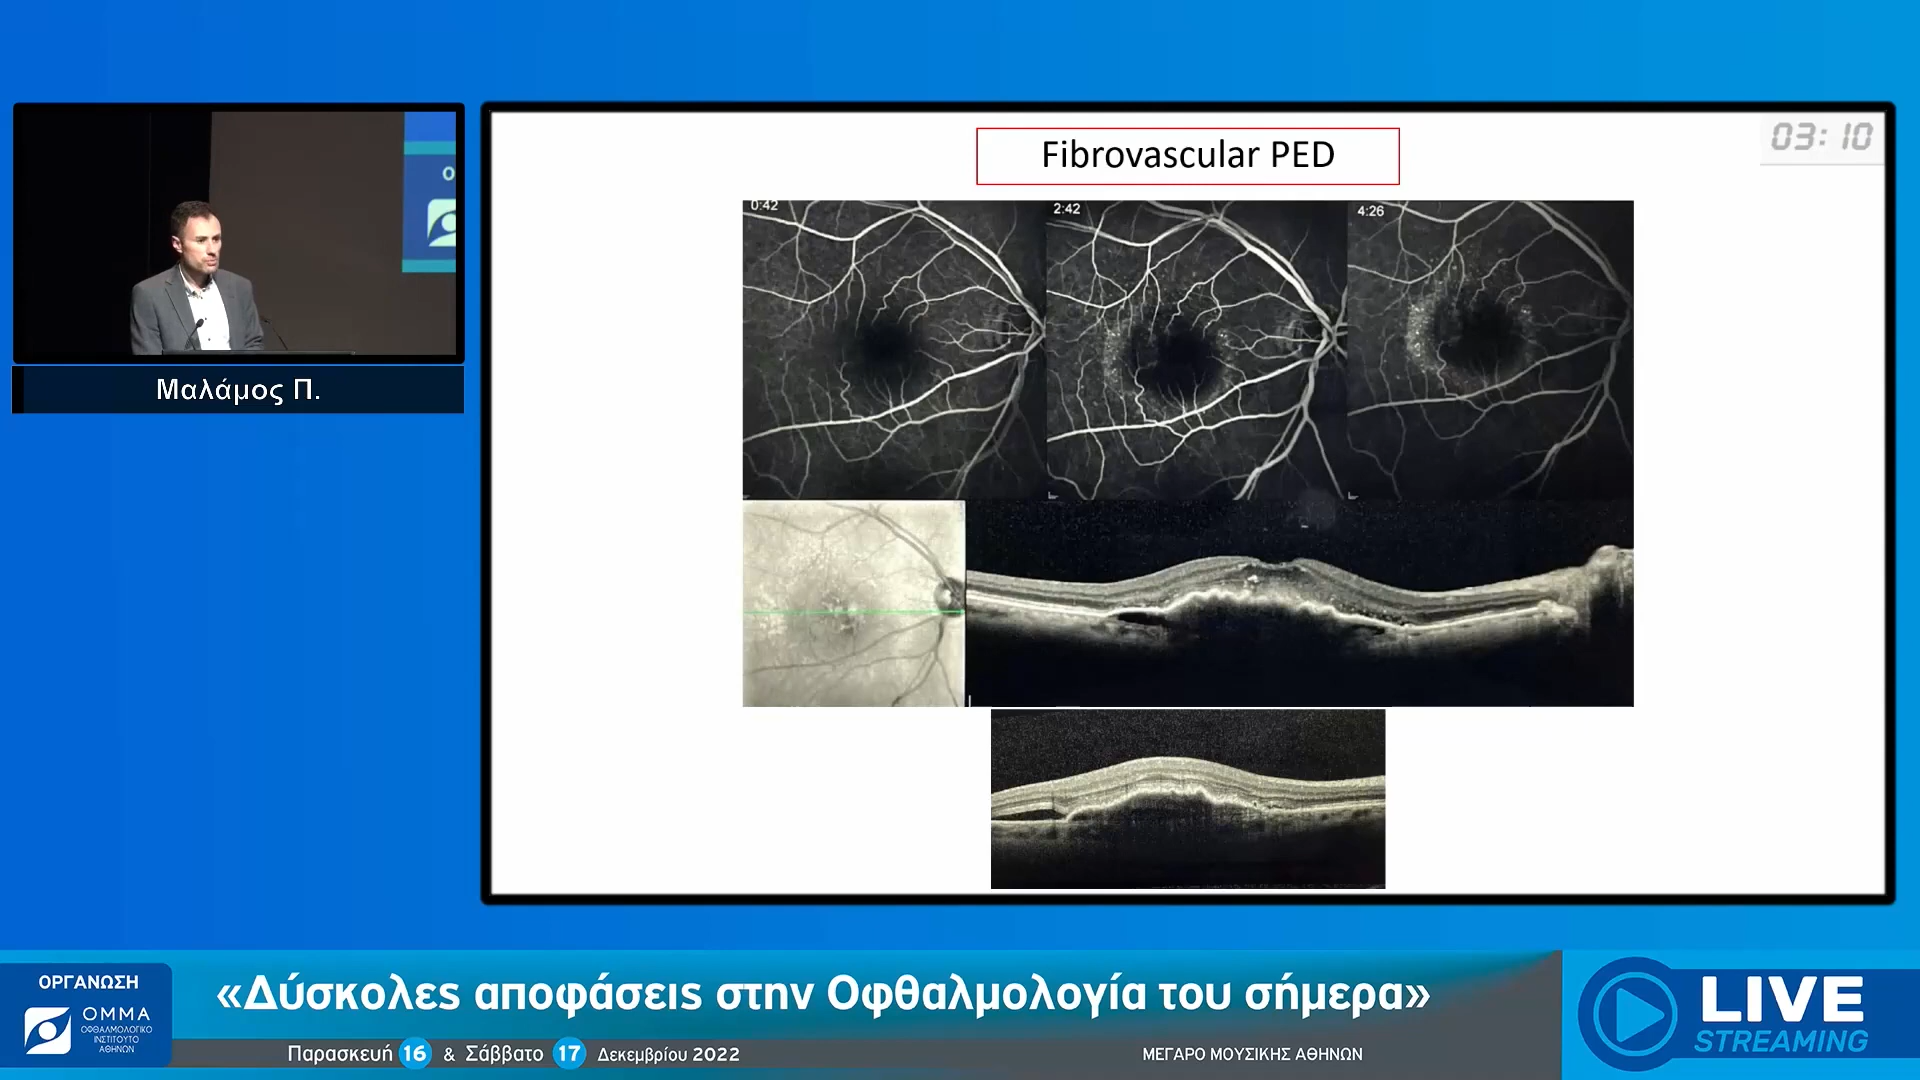 Fibrovascular PED
03: 10
0:42
2:42
4:26
Ο
Μαλάμος Π.
ΟΡΓΑΝΩΣΗ
ΟΜΜΑ
ΟΦΘΑΛΜΟΛΟΓΙΚΟ
ΙΝΣΤΙΤΟΥΤΟ
ΑΘΗΝΩΝ
«Δύσκολες αποφάσεις στην Οφθαλμολογία του σήμερα»
Παρασκευή 16 & Σάββατο 17 Δεκεμβρίου 2022
ΜΕΓΑΡΟ ΜΟΥΣΙΚΗΣ ΑΘΗΝΩΝ
LIVE
STREAMING